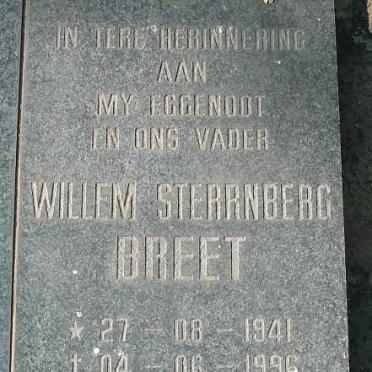 IN TERE HERINNERING
AAN
MY EGGENOOT
EN ONS VADER
WILLEM STERRNBERG
BREET
★ 27 - 08 - 1941
† 04 - 06 - 1996